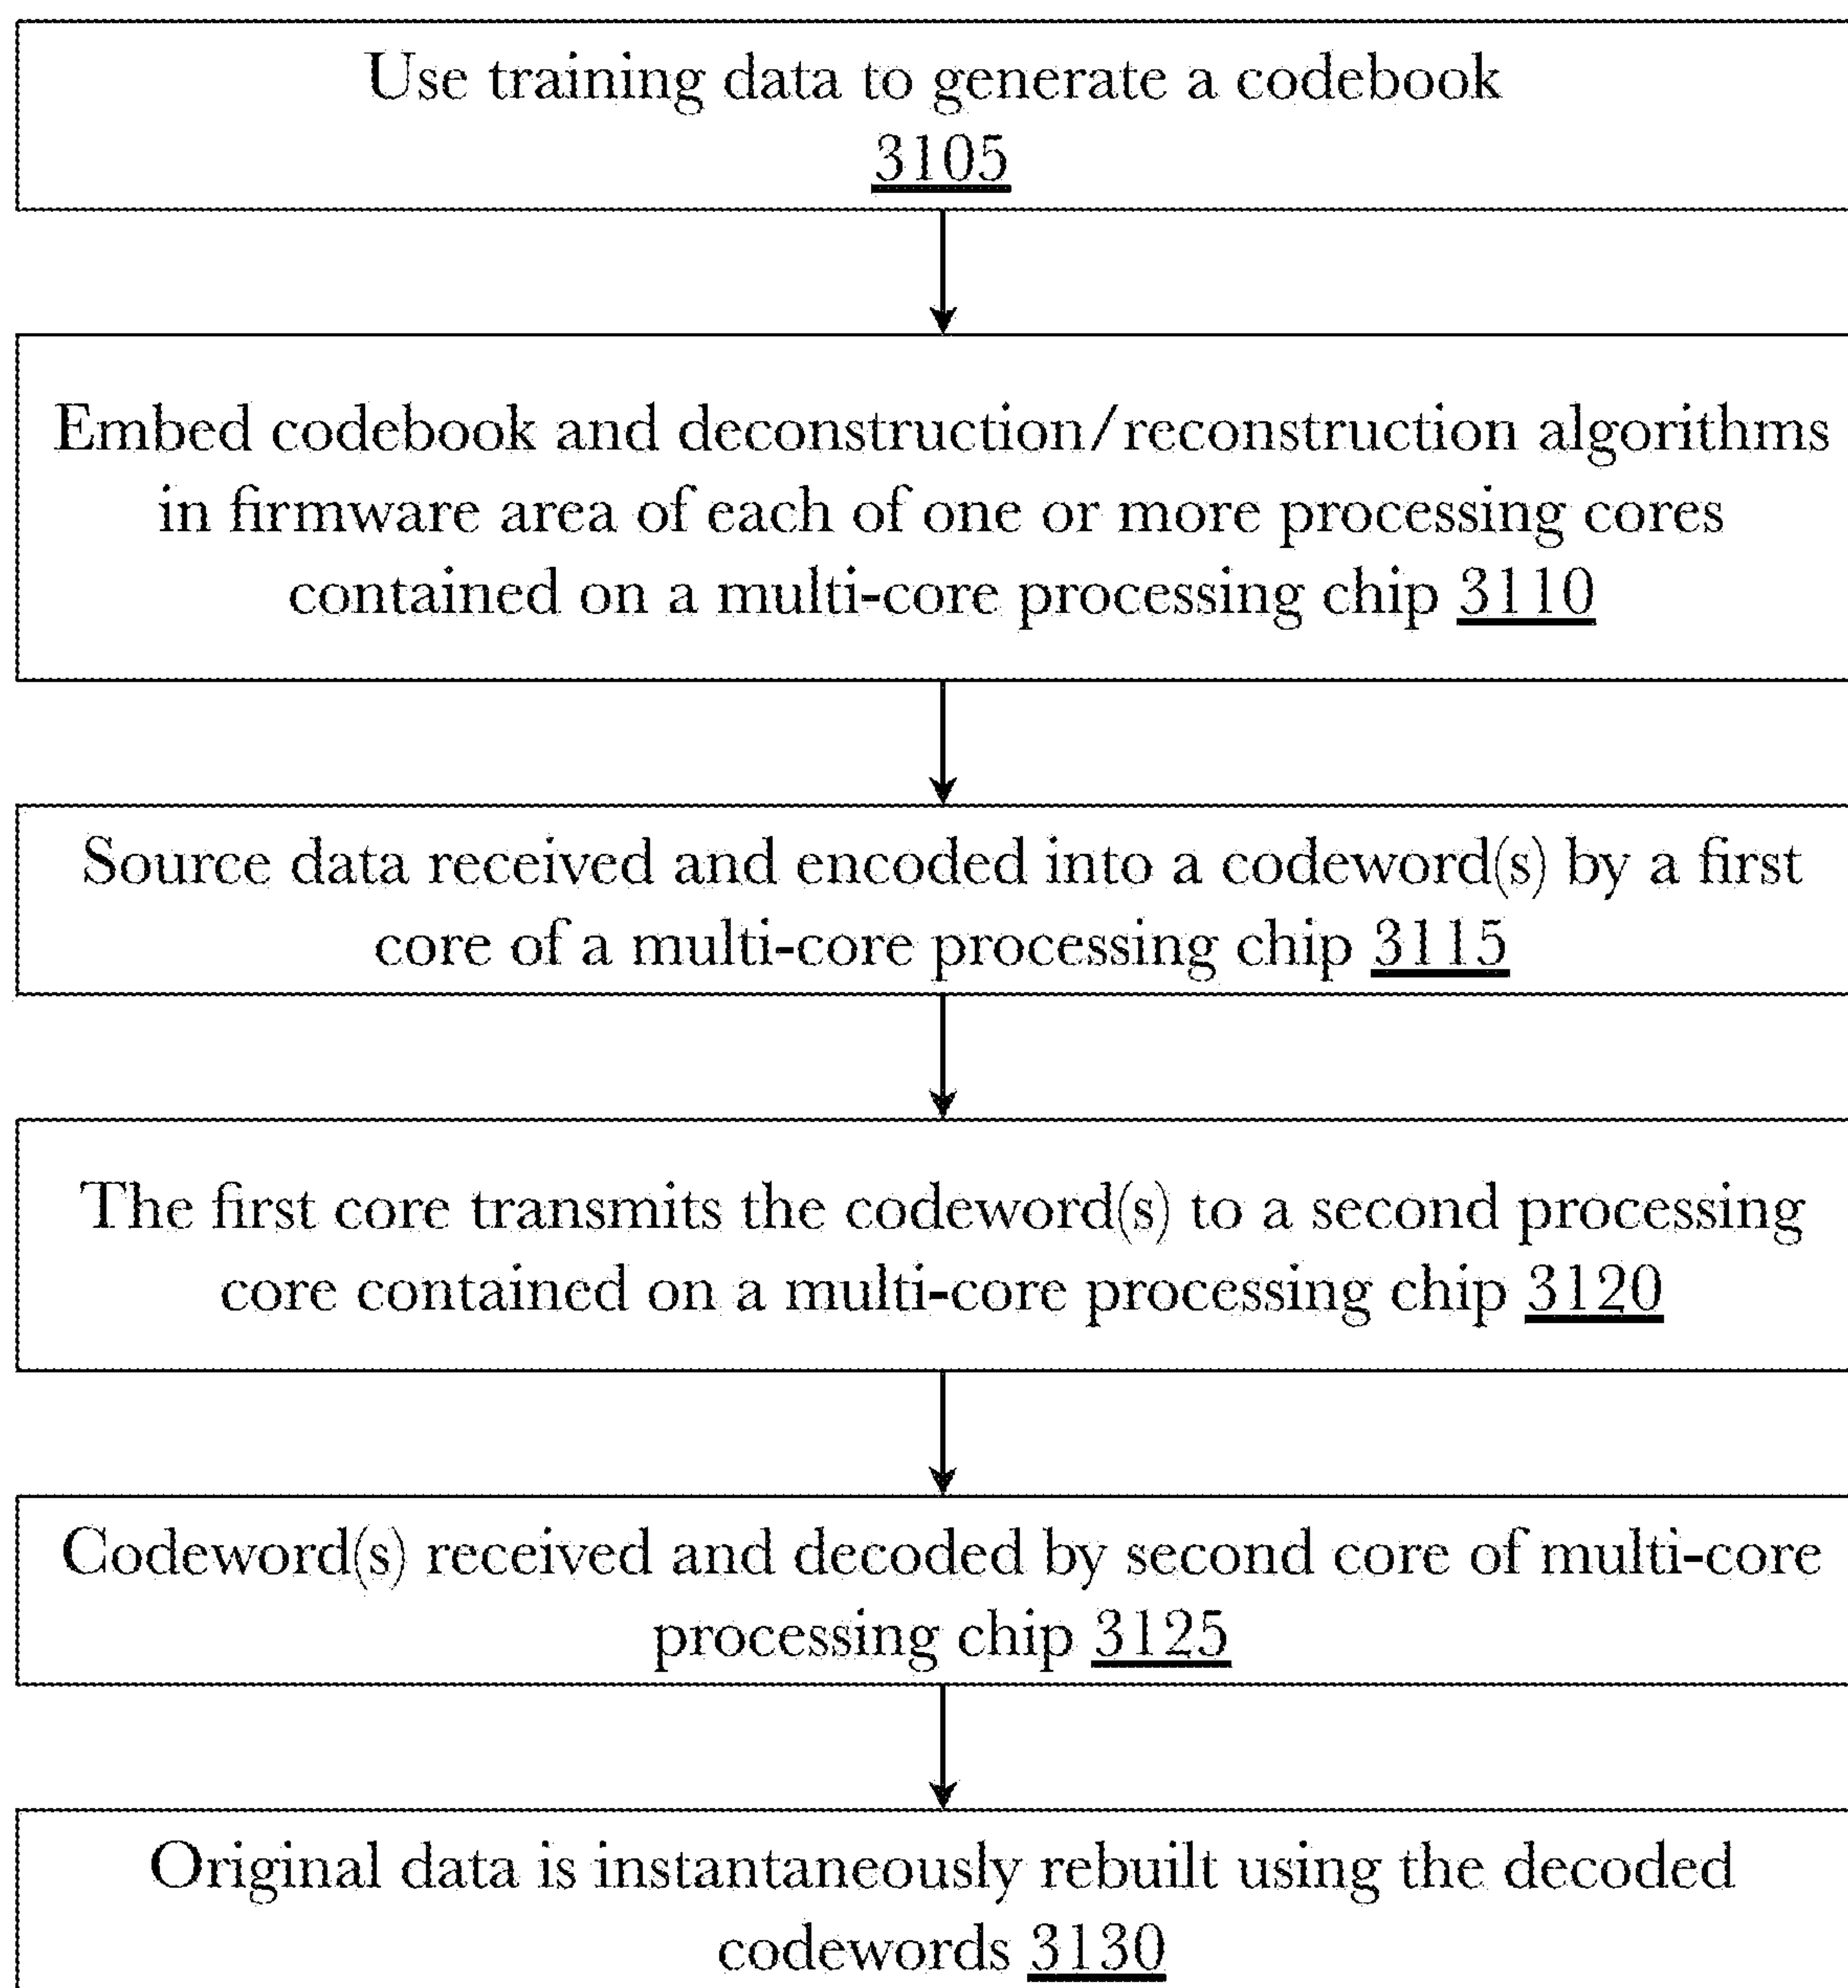 Use training data to generate a codebook
3105
Embed codebook and deconstruction/reconstruction algorithms
in firmware area of each of one or more processing cores
contained on a multi-core processing chip 3110
Source data received and encoded into a codeword(s) by a first
core of a multi-core processing chip 3115
The first core transmits the codeword(s) to a second processing
core contained on a multi-core processing chip 3120
Codeword(s) received and decoded by second core of multi-core
processing chip 3125
Original data is instantaneously rebuilt using the decoded
codewords 3130